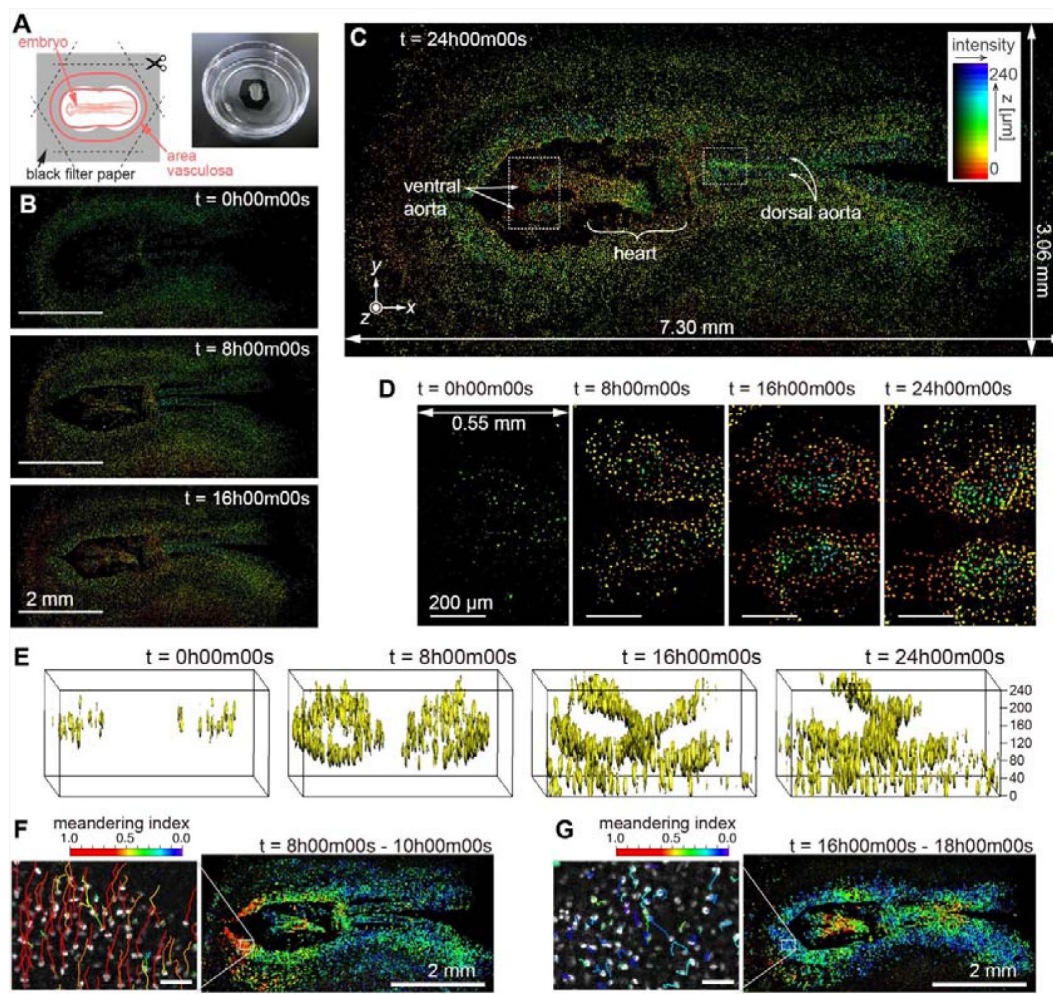 A
embryo
area
vasculosa
black filter paper
B
t = 0h00m00s
t = 8h00m00s
t = 16h00m00s
2 mm
C
t = 24h00m00s
intensity
240
z [µm]
0
ventral
aorta
dorsal aorta
heart
y
z
x
7.30 mm
3.06 mm
D
t = 0h00m00s
t = 8h00m00s
t = 16h00m00s
t = 24h00m00s
0.55 mm
200 µm
E
t = 0h00m00s
t = 8h00m00s
t = 16h00m00s
t = 24h00m00s
240
200
160
120
80
40
0
F
meandering index
1.0 0.5 0.0
t = 8h00m00s - 10h00m00s
2 mm
G
meandering index
1.0 0.5 0.0
t = 16h00m00s - 18h00m00s
2 mm